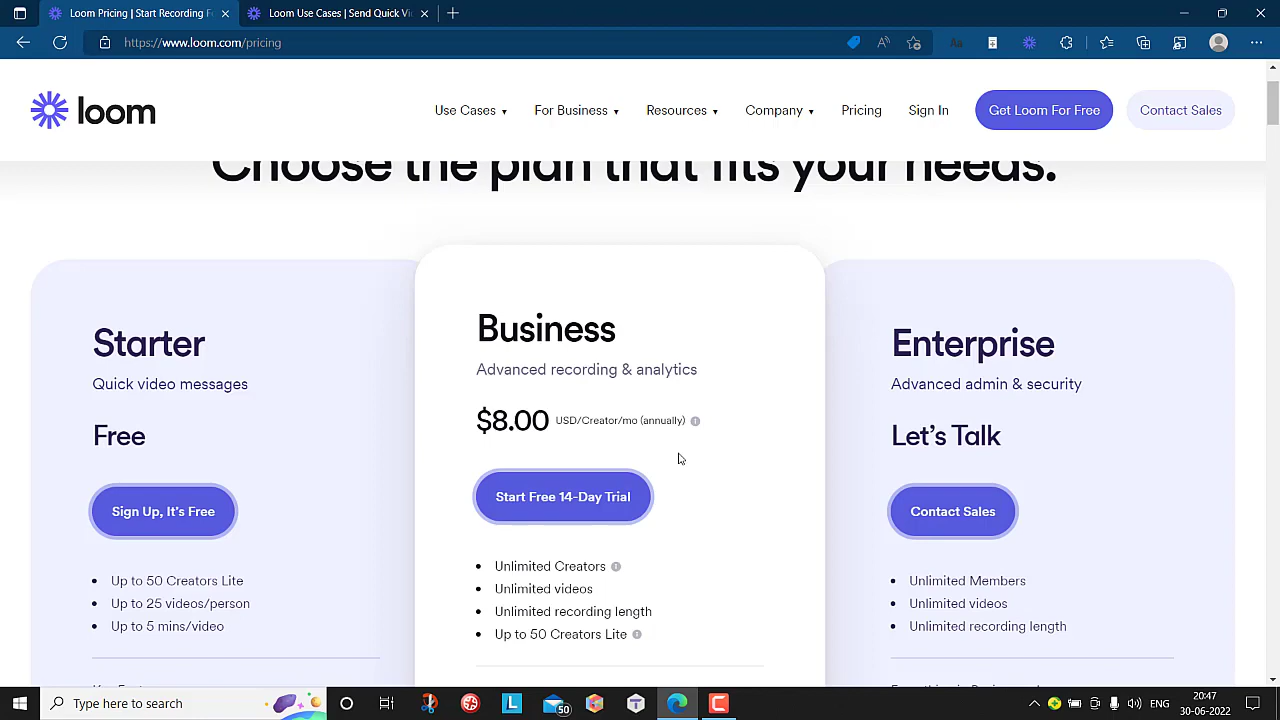 Loom Pricing | Start Recording F
Loom Use Cases | Send Quick Vi
https://www.loom.com/pricing
loom
Use Cases
For Business
Resources
Company
Pricing
Sign In
Get Loom For Free
Contact Sales
Choose the plan that fits your needs.
Starter
Quick video messages
Free
Sign Up, It's Free
Up to 50 Creators Lite
Up to 25 videos/person
Up to 5 mins/video
Business
Advanced recording & analytics
$8.00 USD/Creator/mo (annually)
Start Free 14-Day Trial
Unlimited Creators
Unlimited videos
Unlimited recording length
Up to 50 Creators Lite
Enterprise
Advanced admin & security
Let's Talk
Contact Sales
Unlimited Members
Unlimited videos
Unlimited recording length
Type here to search
L
50
T
ENG
20:47
30-06-2022